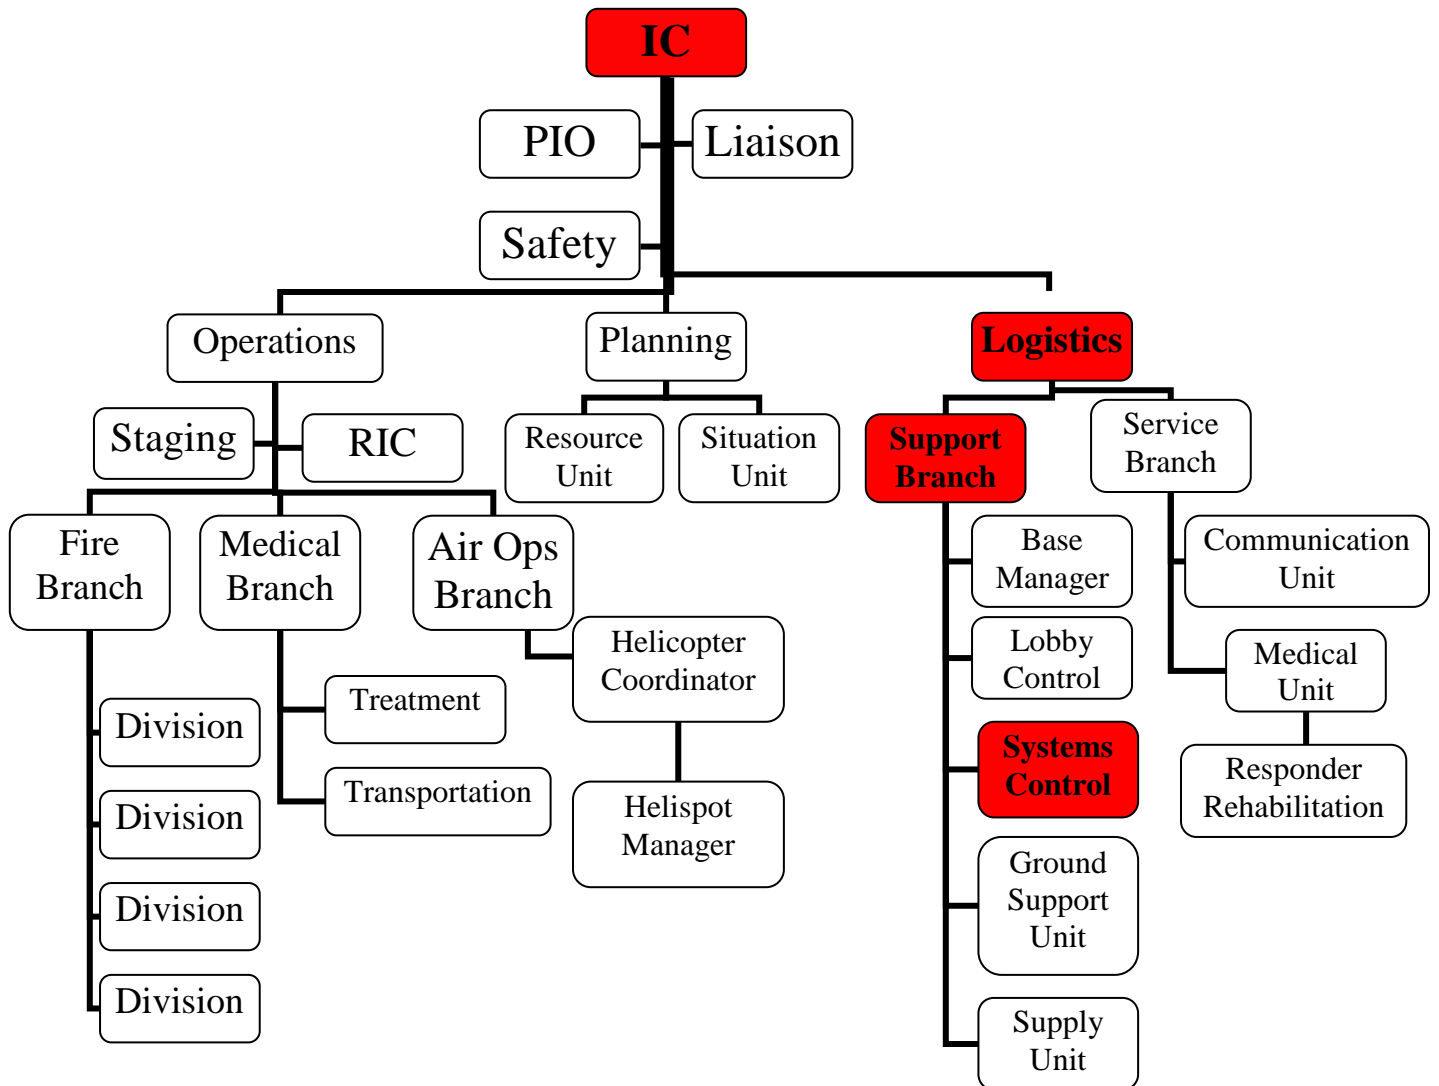 IC
PIO
Liaison
Safety
Operations
Planning
Logistics
Staging
RIC
Resource
Unit
Situation
Unit
Support
Branch
Service
Branch
Fire
Branch
Medical
Branch
Air Ops
Branch
Base
Manager
Communication
Unit
Helicopter
Coordinator
Lobby
Control
Medical
Unit
Treatment
Division
Systems
Control
Responder
Rehabilitation
Transportation
Division
Helispot
Manager
Ground
Support
Unit
Division
Division
Supply
Unit